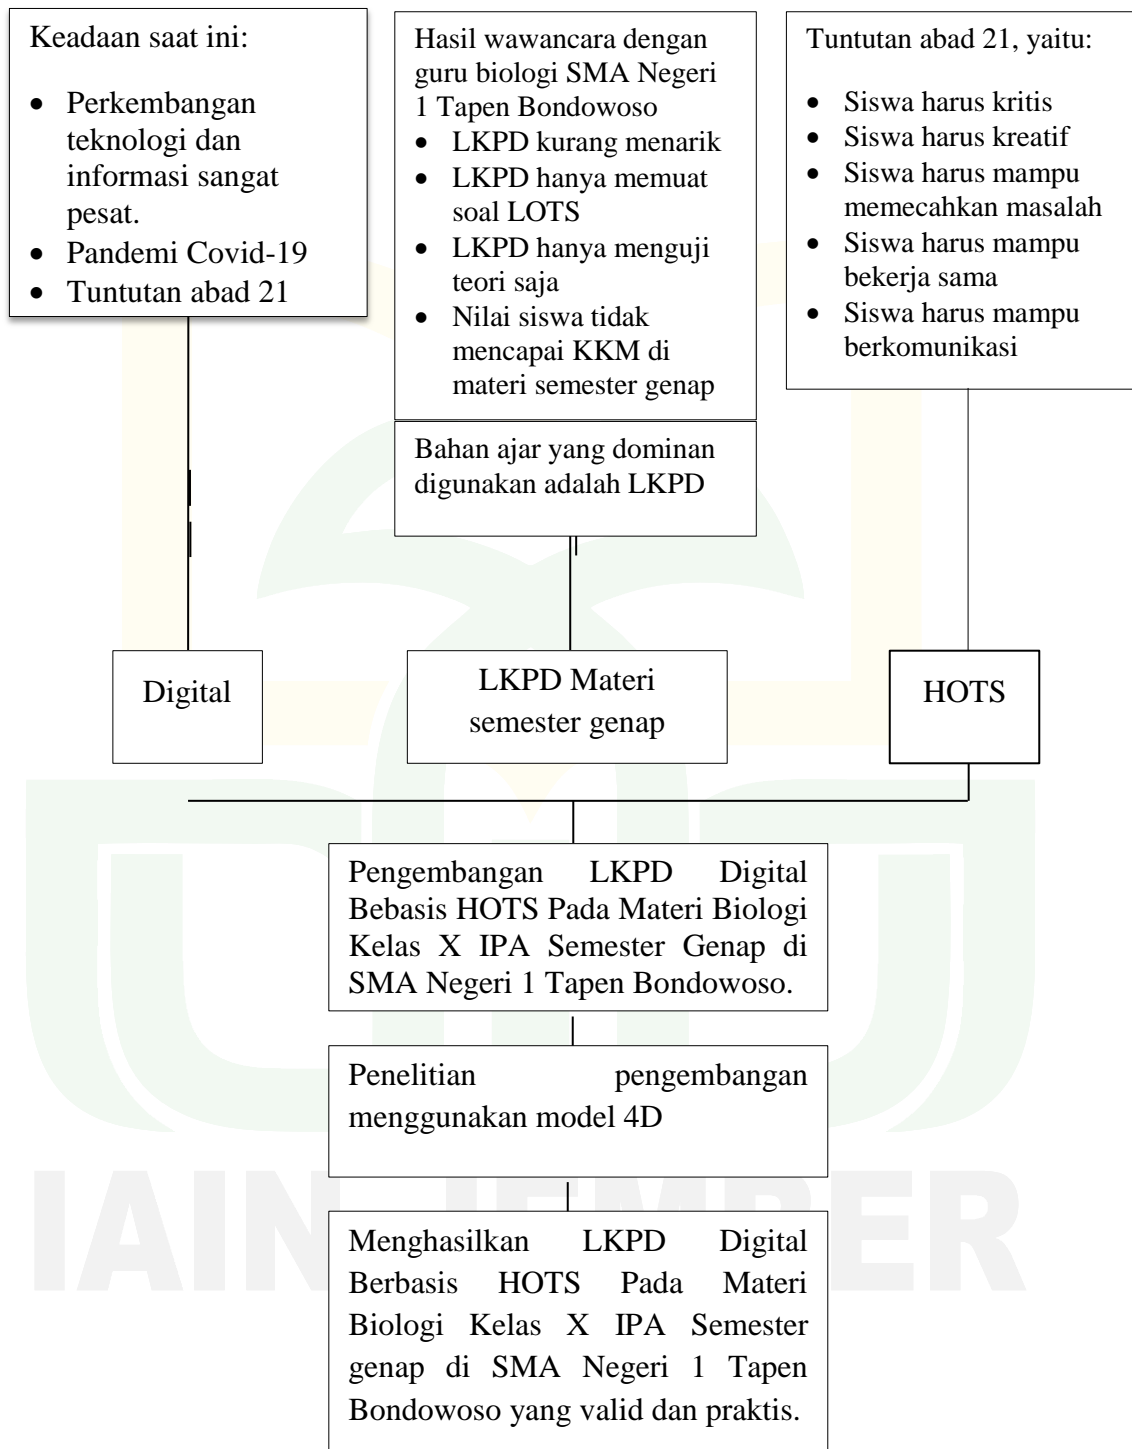 Keadaan saat ini:
• Perkembangan
teknologi dan
informasi sangat
pesat.
• Pandemi Covid-19
• Tuntutan abad 21
Hasil wawancara dengan
guru biologi SMA Negeri
1 Tapen Bondowoso
• LKPD kurang menarik
• LKPD hanya memuat
soal LOTS
• LKPD hanya menguji
teori saja
• Nilai siswa tidak
mencapai KKM di
materi semester genap
Bahan ajar yang dominan
digunakan adalah LKPD
Tuntutan abad 21, yaitu:
• Siswa harus kritis
• Siswa harus kreatif
• Siswa harus mampu
memecahkan masalah
• Siswa harus mampu
bekerja sama
• Siswa harus mampu
berkomunikasi
Digital
LKPD Materi
semester genap
HOTS
Pengembangan LKPD Digital
Bebasis HOTS Pada Materi Biologi
Kelas X IPA Semester Genap di
SMA Negeri 1 Tapen Bondowoso.
Penelitian pengembangan
menggunakan model 4D
IAIN JEMBER
Menghasilkan LKPD Digital
Berbasis HOTS Pada Materi
Biologi Kelas X IPA Semester
genap di SMA Negeri 1 Tapen
Bondowoso yang valid dan praktis.